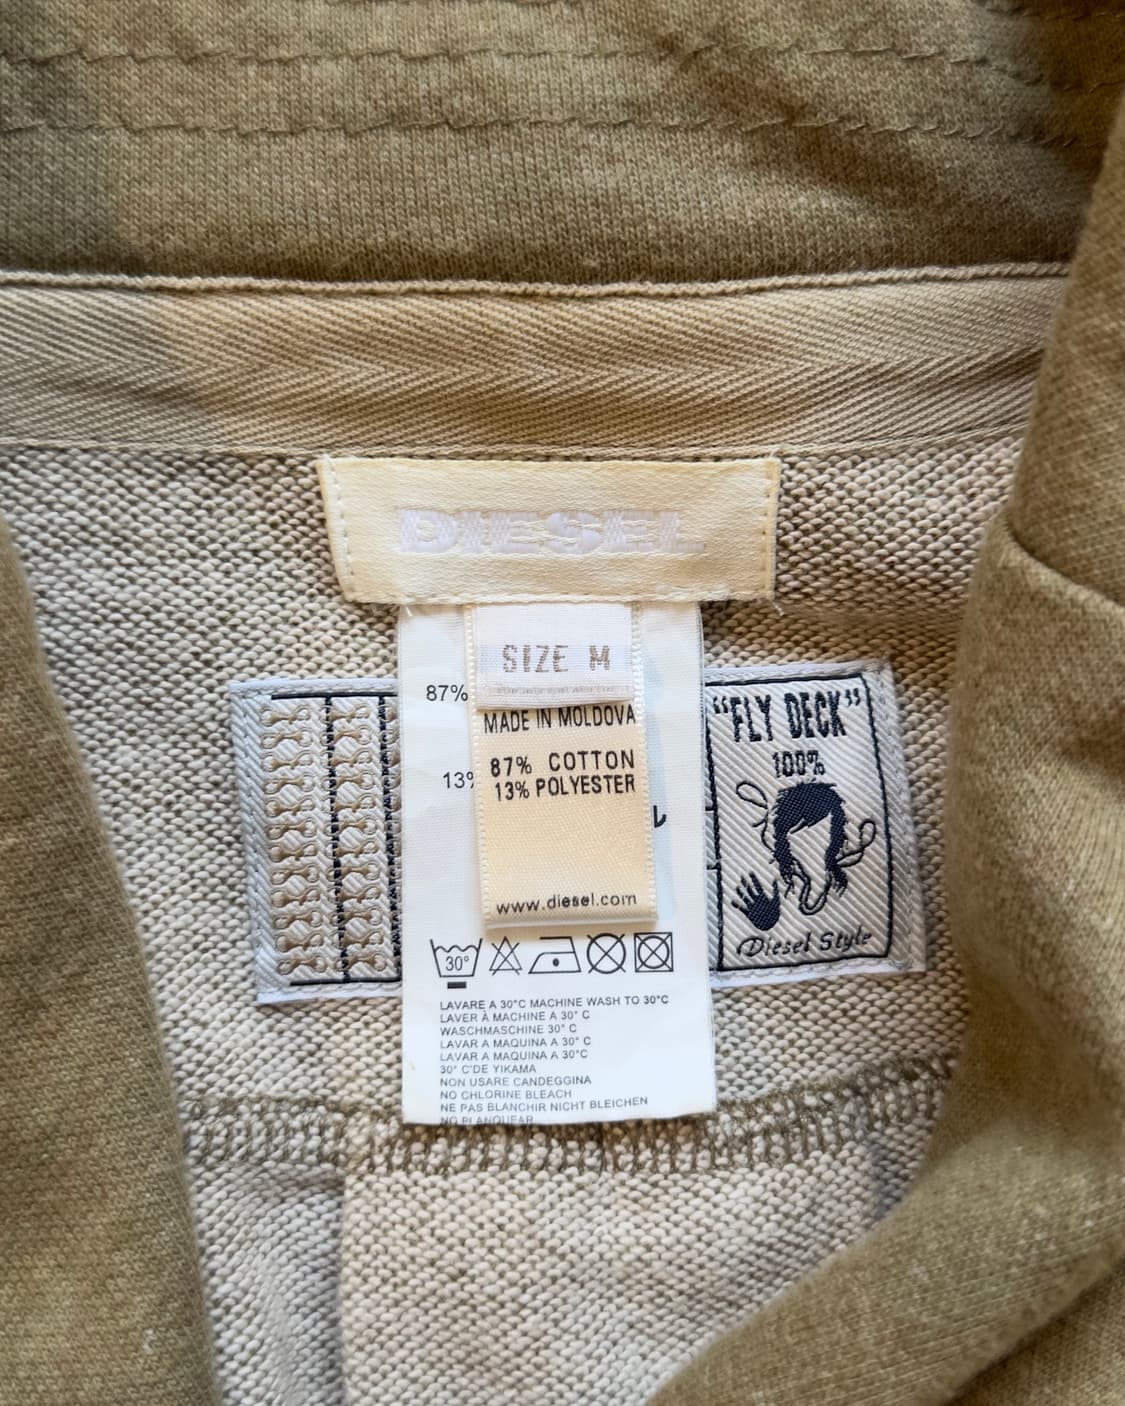 DIESEL
SIZE M
87%
MADE IN MOLDOVA
87% COTTON
13% POLYESTER
13%
www.diesel.com
"FLY DECK"
100%
Diesel Style
30°
LAVARE A 30°C MACHINE WASH TO 30°C
LAVER À MACHINE A 30° C
WASCHMASCHINE 30° C
LAVAR A MAQUINA A 30° C
LAVAR A MAQUINA A 30°C
30° C'DE YIKAMA
NON USARE CANDEGGINA
NO CHLORINE BLEACH
NE PAS BLANCHIR NICHT BLEICHEN
NO PLANQUEAR